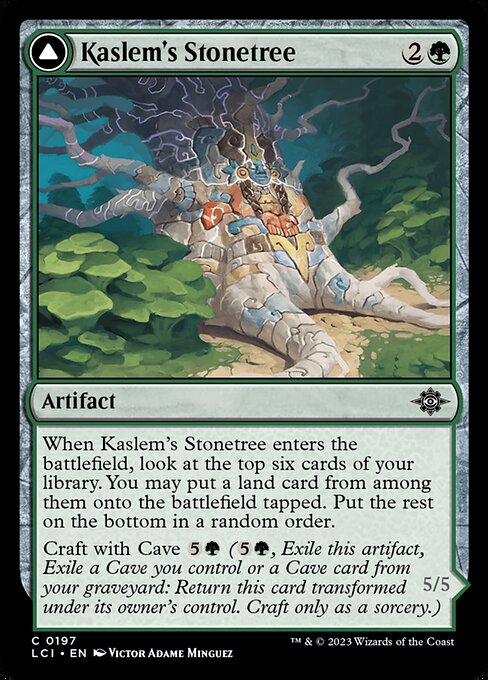 Kaslem's Stonetree 2
Artifact
When Kaslem's Stonetree enters the
battlefield, look at the top six cards of your
library. You may put a land card from among
them onto the battlefield tapped. Put the rest
on the bottom in a random order.
Craft with Cave 5 (5, Exile this artifact,
Exile a Cave you control or a Cave card from
your graveyard: Return this card transformed
under its owner's control. Craft only as a sorcery.)
5/5
C 0197
LCI • EN Victor Adame Minguez
™ & © 2023 Wizards of the Coast